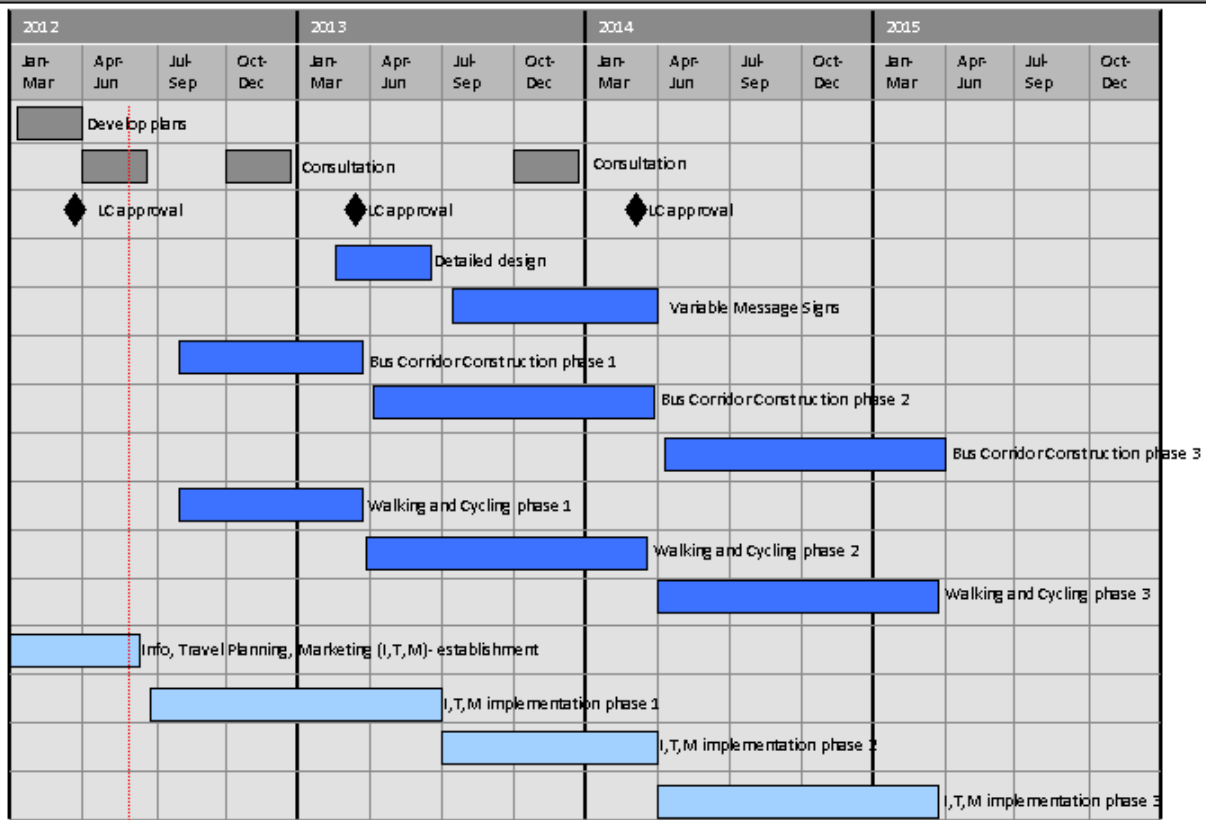 2012 2013 2014 2015
Jan- Apr- Jul- Oct- Jan- Apr- Jul- Oct- Jan- Apr- Jul- Oct- Jan- Apr- Jul- Oct-
Mar Jun Sep Dec Mar Jun Sep Dec Mar Jun Sep Dec Mar Jun Sep Dec
Develop plans
Consultation Consultation
LC approval LC approval LC approval
Detailed design
Variable Message Signs
Bus Corridor Construction phase 1
Bus Corridor Construction phase 2
Bus Corridor Construction phase 3
Walking and Cycling phase 1
Walking and Cycling phase 2
Walking and Cycling phase 3
Info, Travel Planning, Marketing (I,T,M)- establishment
I,T,M implementation phase 1
I,T,M implementation phase 2
I,T,M implementation phase 3